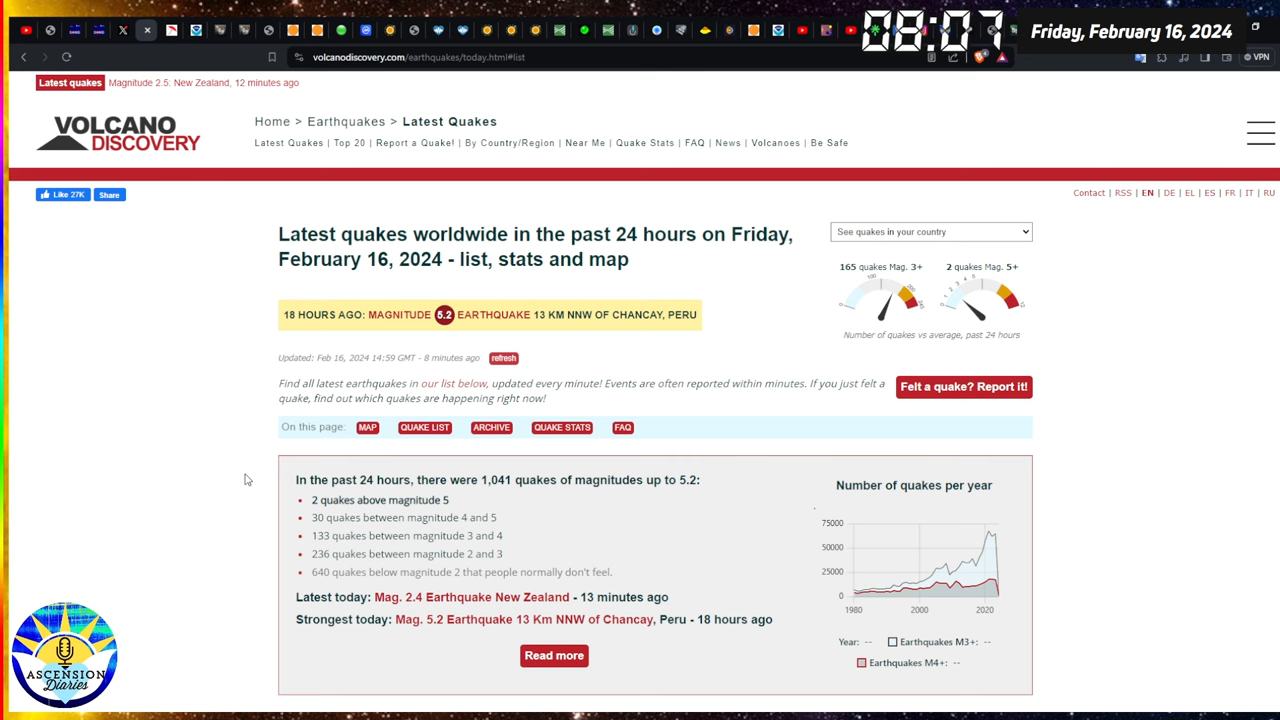 08:07
Friday, February 16, 2024
volcanodiscovery.com/earthquakes/today.html#list
VPN
Latest quakes Magnitude 2.5: New Zealand, 12 minutes ago
VOLCANO
DISCOVERY
Home > Earthquakes > Latest Quakes
Latest Quakes | Top 20 | Report a Quake! | By Country/Region | Near Me | Quake Stats | FAQ | News | Volcanoes | Be Safe
Like 27K Share
Contact | RSS | EN | DE | EL | ES | FR | IT | RU
Latest quakes worldwide in the past 24 hours on Friday,
February 16, 2024 - list, stats and map
See quakes in your country
165 quakes Mag. 3+ 2 quakes Mag. 5+
Number of quakes vs average, past 24 hours
18 HOURS AGO: MAGNITUDE 5.2 EARTHQUAKE 13 KM NNW OF CHANCAY, PERU
Updated: Feb 16, 2024 14:59 GMT - 8 minutes ago refresh
Find all latest earthquakes in our list below, updated every minute! Events are often reported within minutes. If you just felt a
quake, find out which quakes are happening right now!
Felt a quake? Report it!
On this page: MAP QUAKE LIST ARCHIVE QUAKE STATS FAQ
In the past 24 hours, there were 1,041 quakes of magnitudes up to 5.2:
2 quakes above magnitude 5
30 quakes between magnitude 4 and 5
133 quakes between magnitude 3 and 4
236 quakes between magnitude 2 and 3
640 quakes below magnitude 2 that people normally don't feel.
Latest today: Mag. 2.4 Earthquake New Zealand - 13 minutes ago
Strongest today: Mag. 5.2 Earthquake 13 Km NNW of Chancay, Peru - 18 hours ago
Read more
Number of quakes per year
75000
50000
25000
0
1980 2000 2020
Year: -- Earthquakes M3+: --
Earthquakes M4+: --
ASCENSION
Diaries